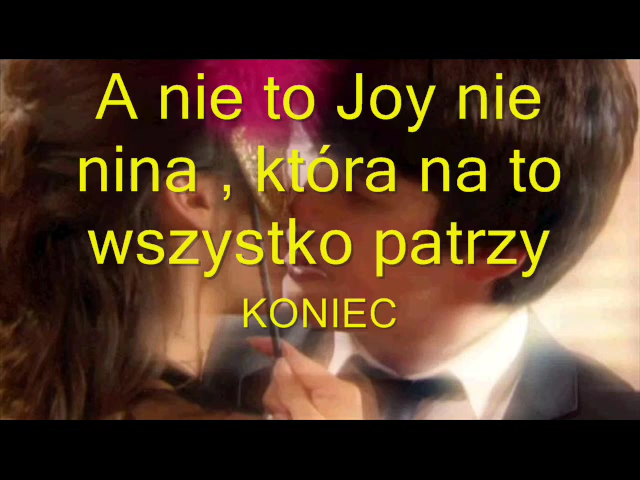 A nie to Joy nie
nina , która na to
wszystko patrzy
KONIEC